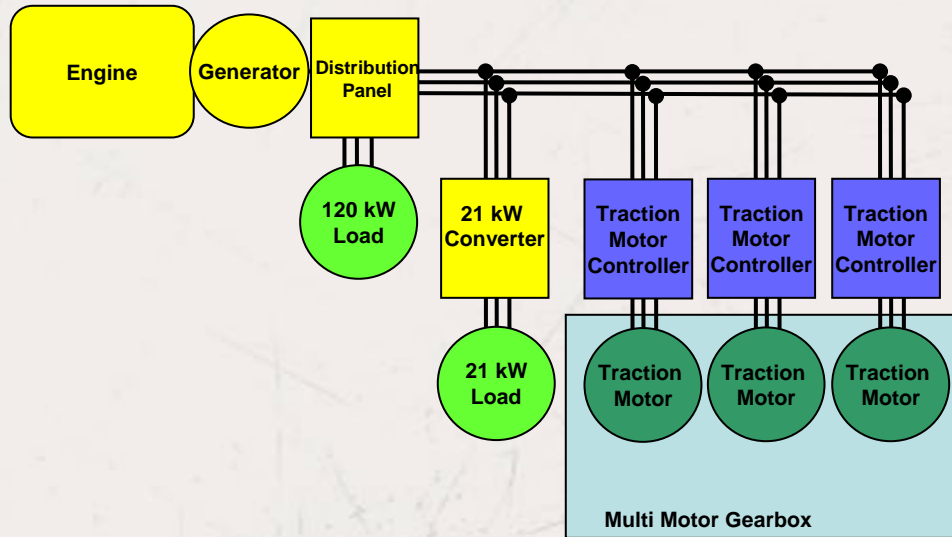 Engine
Generator
Distribution
Panel
120 kW
Load
21 kW
Converter
Traction
Motor
Controller
Traction
Motor
Controller
Traction
Motor
Controller
21 kW
Load
Traction
Motor
Traction
Motor
Traction
Motor
Multi Motor Gearbox